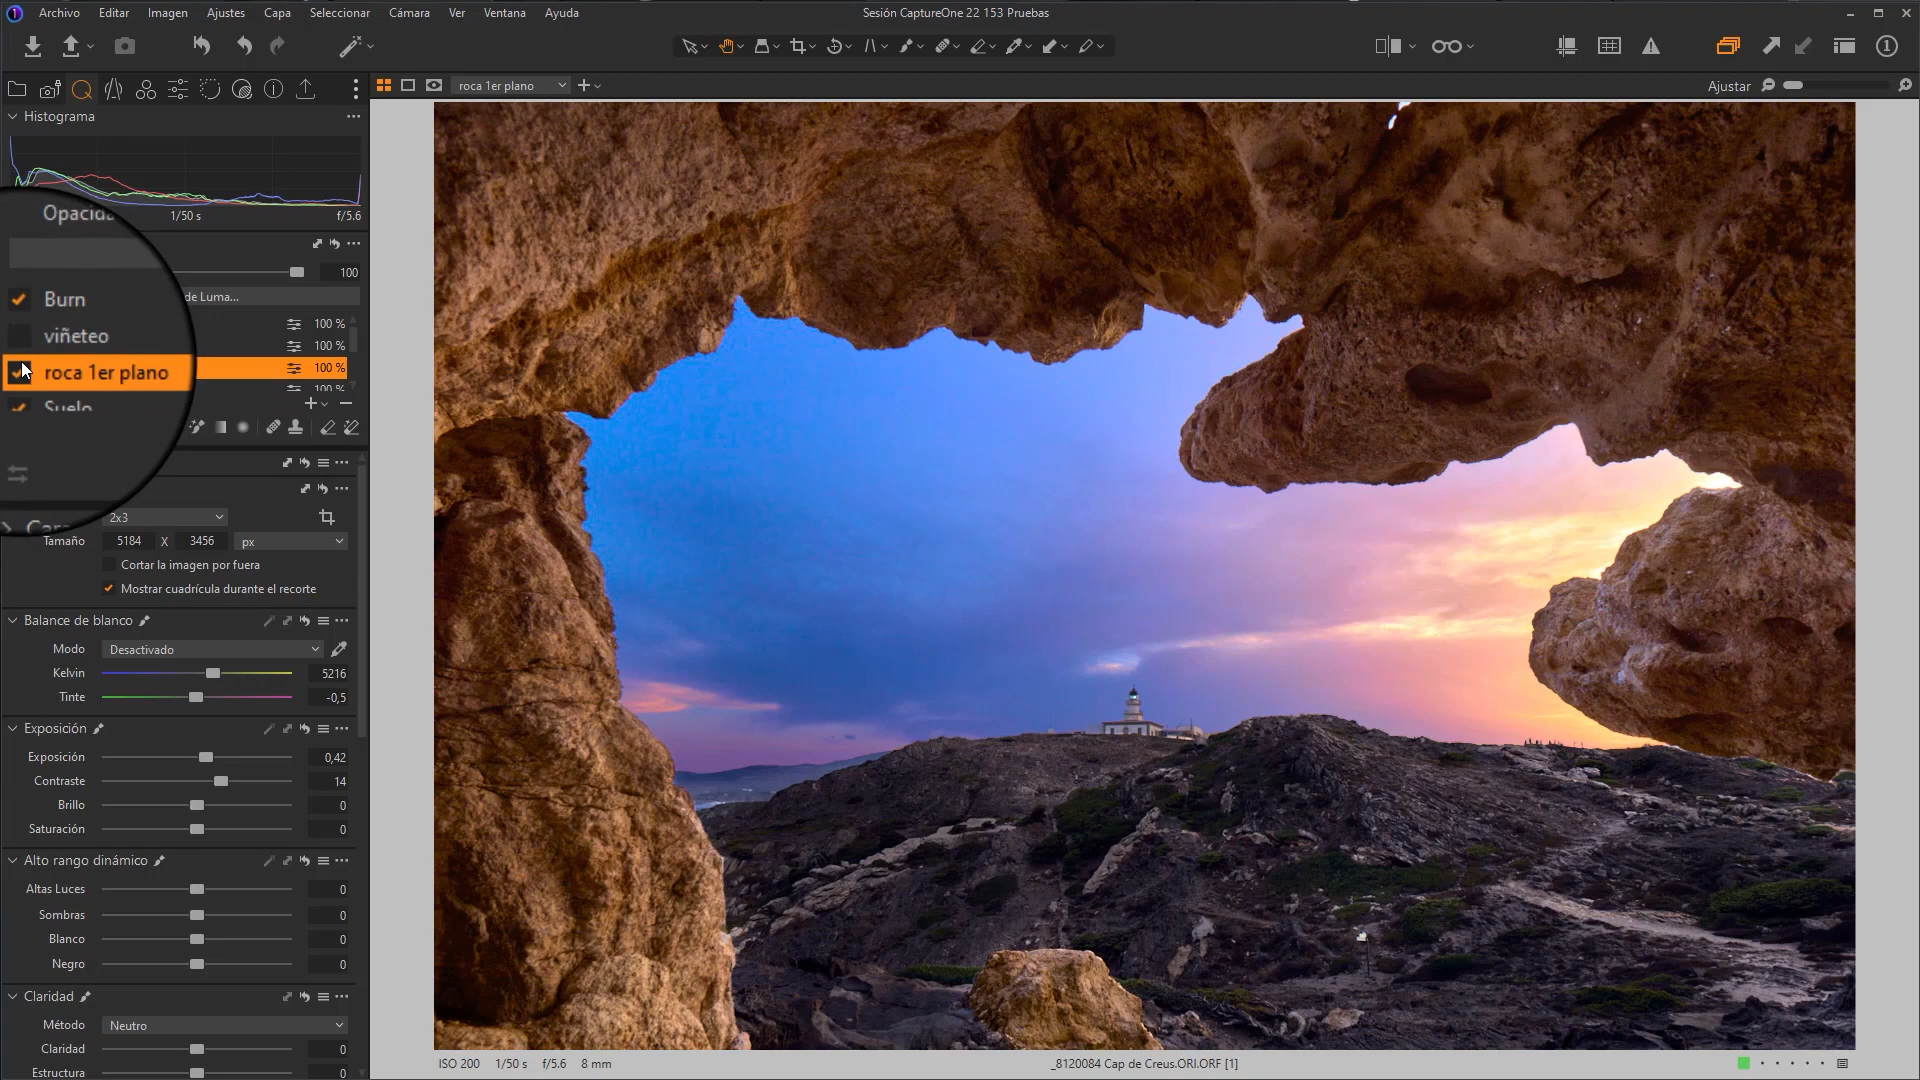 Archivo Editar Imagen Ajustes Capa Seleccionar Cámara Ver Ventana Ayuda Sesión CaptureOne 22 153 Pruebas
roca 1er plano Ajustar
Histograma
1/50 s f/5.6
Opacida
100
de Luma...
Burn
viñeteo
roca 1er plano
Suelo
100 %
100 %
100 %
100 %
2x3
Tamaño 5184 X 3456 px
Cortar la imagen por fuera
Mostrar cuadrícula durante el recorte
Balance de blanco
Modo Desactivado
Kelvin 5216
Tinte -0,5
Exposición
Exposición 0,42
Contraste 14
Brillo 0
Saturación 0
Alto rango dinámico
Altas Luces 0
Sombras 0
Blanco 0
Negro 0
Claridad
Método Neutro
Claridad 0
Estructura 0
ISO 200 1/50 s f/5.6 8 mm _8120084 Cap de Creus.ORI.ORF [1]